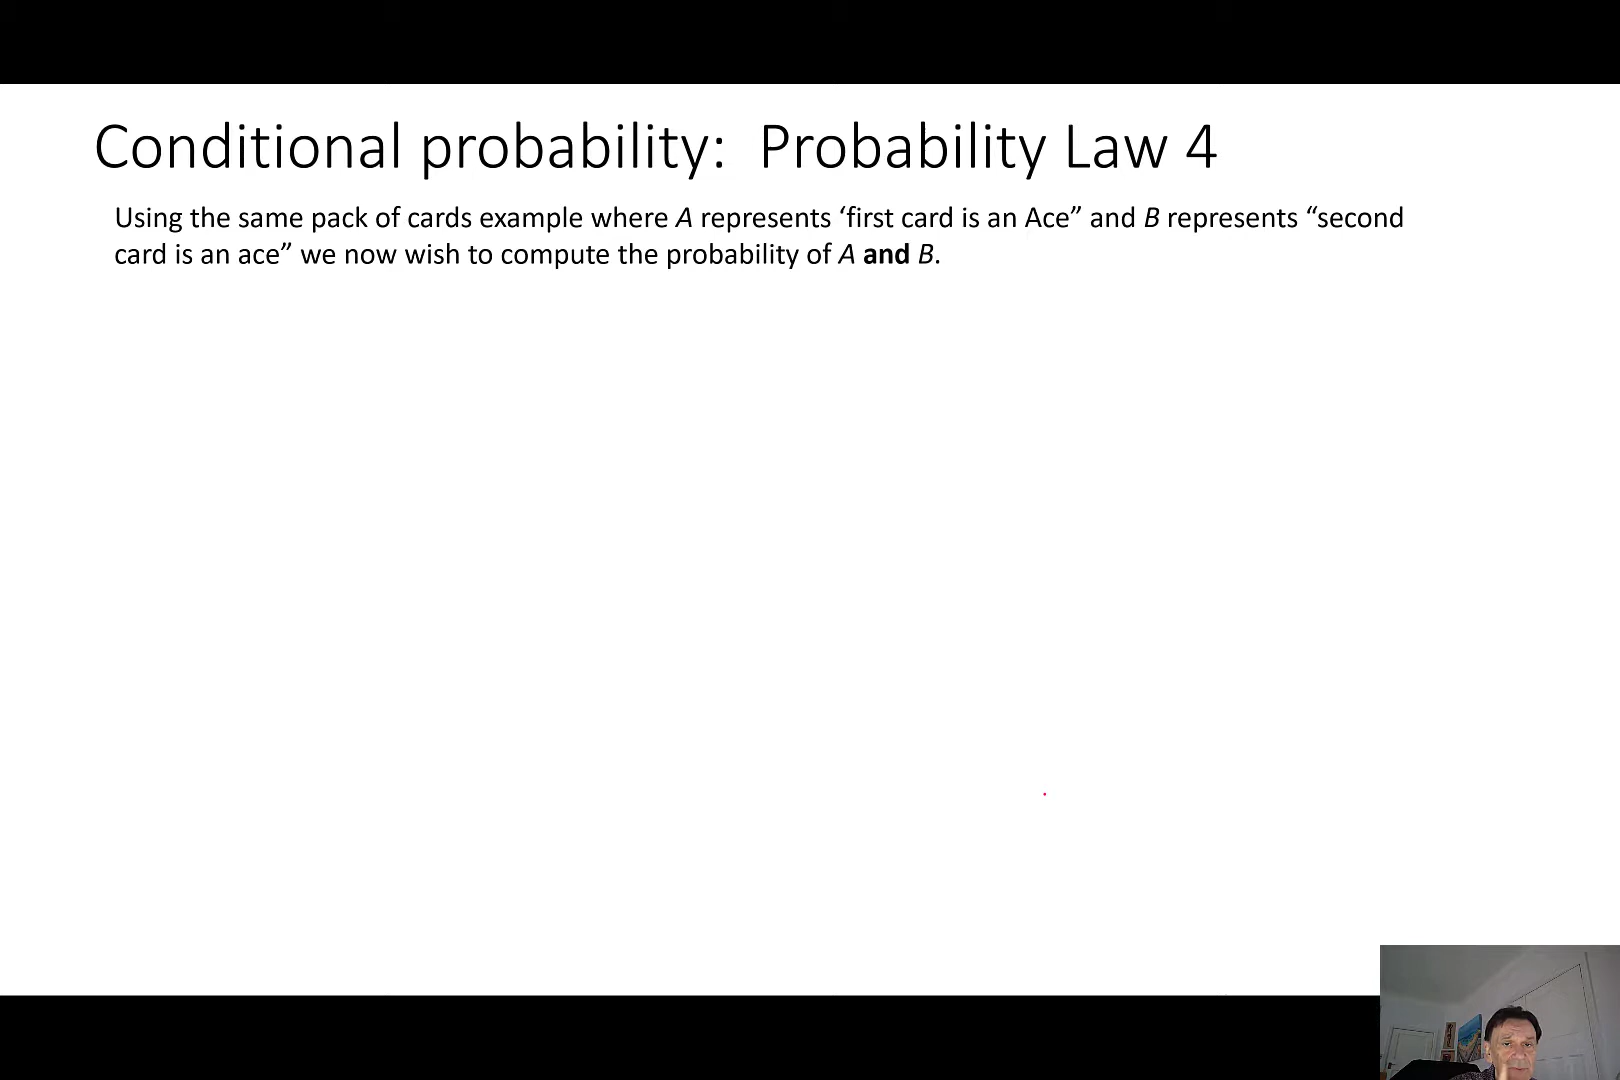 Conditional probability:  Probability Law 4
Using the same pack of cards example where A represents ‘first card is an Ace” and B represents “second
card is an ace” we now wish to compute the probability of A and B.